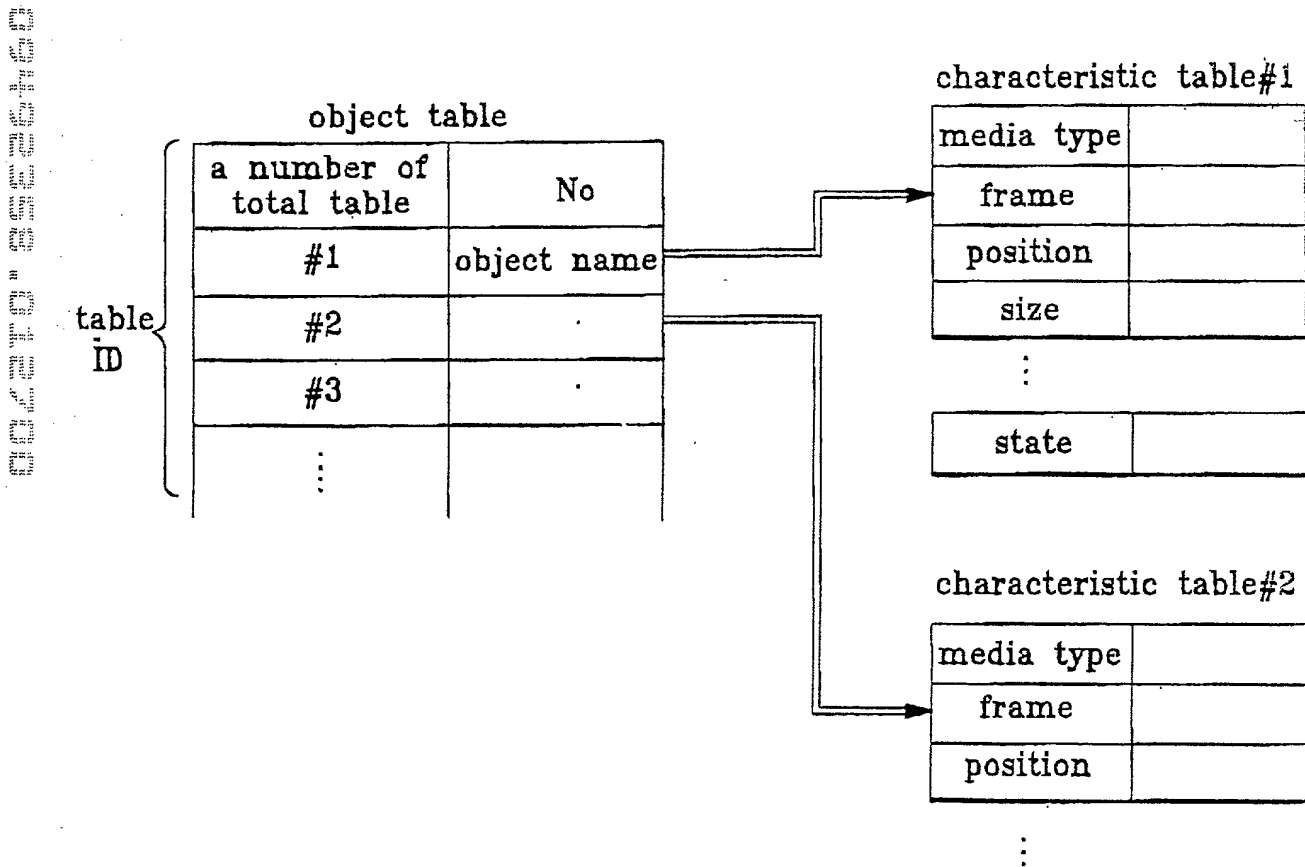 object table
a number of
total table
No
#1
object name
#2
.
#3
.
⋮
table
ID
characteristic table#1
media type
frame
position
size
⋮
state
characteristic table#2
media type
frame
position
⋮